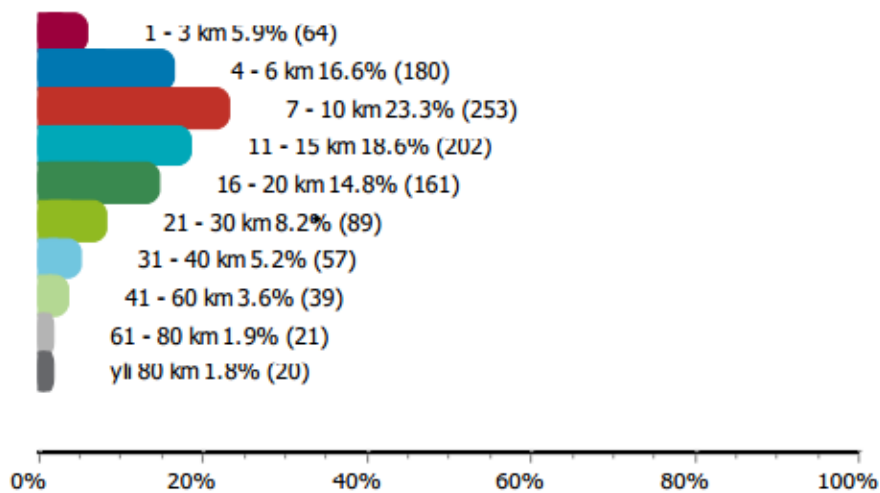 1 - 3 km 5.9% (64)
4 - 6 km 16.6% (180)
7 - 10 km 23.3% (253)
11 - 15 km 18.6% (202)
16 - 20 km 14.8% (161)
21 - 30 km 8.2% (89)
31 - 40 km 5.2% (57)
41 - 60 km 3.6% (39)
61 - 80 km 1.9% (21)
yli 80 km 1.8% (20)
0% 20% 40% 60% 80% 100%